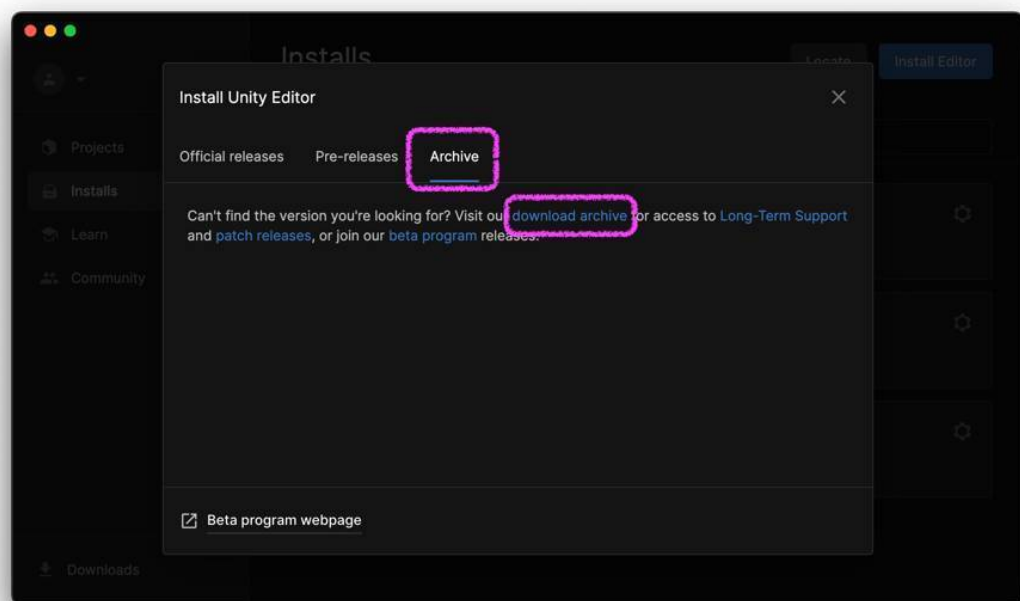 Installs
Locate
Install Editor
Install Unity Editor
Official releases Pre-releases Archive
Projects
Installs
Learn
Community
Can't find the version you're looking for? Visit our download archive for access to Long-Term Support
and patch releases, or join our beta program releases.
Beta program webpage
Downloads